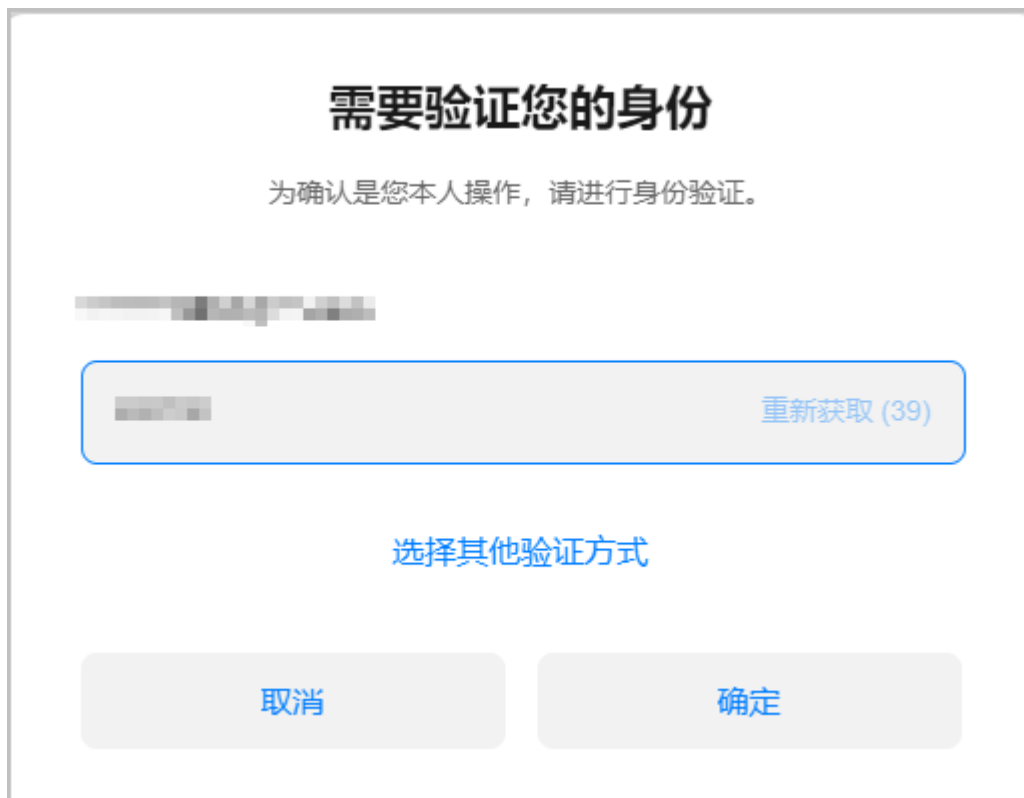 需要验证您的身份
为确认是您本人操作，请进行身份验证。
重新获取 (39)
选择其他验证方式
取消
确定